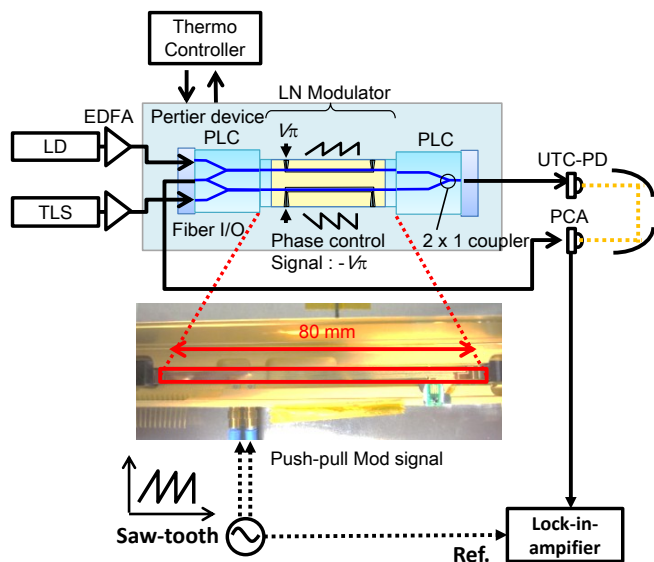 Thermo
Controller
LN Modulator
EDFA
Pertier device
LD
PLC
Vπ
PLC
UTC-PD
TLS
PCA
Fiber I/O
Phase control
Signal : -Vπ
2 x 1 coupler
80 mm
Push-pull Mod signal
Saw-tooth
Ref.
Lock-in-
ampifier